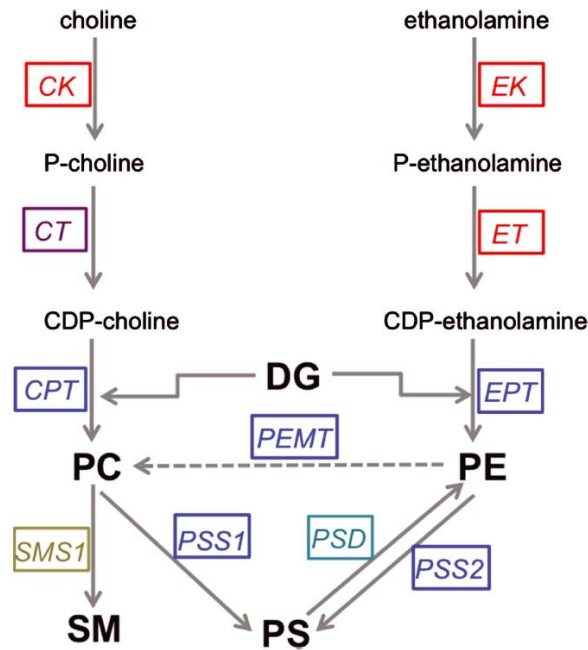 choline ethanolamine
CK EK
P-choline P-ethanolamine
CT ET
CDP-choline CDP-ethanolamine
DG
CPT EPT
PEMT
PC PE
SMS1 PSS1 PSD PSS2
SM PS